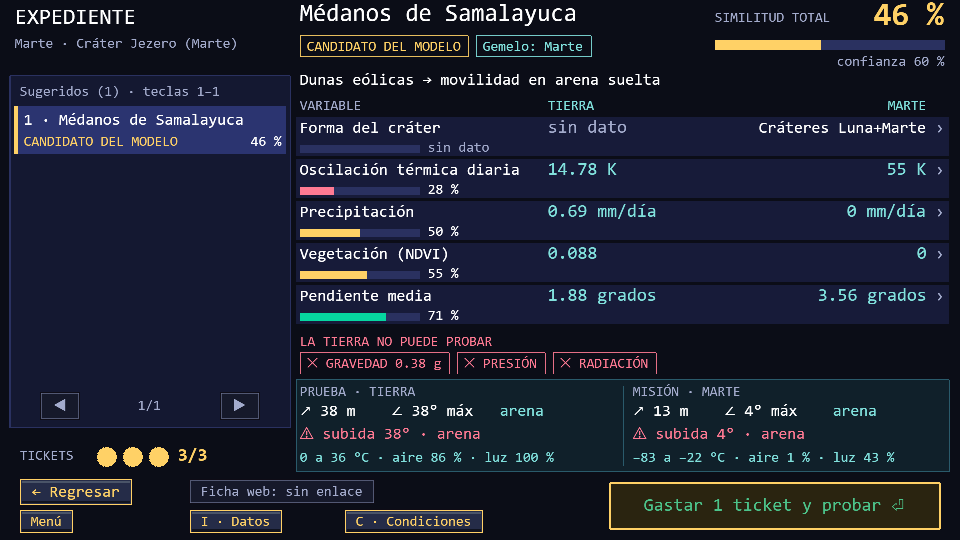 EXPEDIENTE
Marte · Cráter Jezero (Marte)
Médanos de Samalayuca
CANDIDATO DEL MODELO
Gemelo: Marte
SIMILITUD TOTAL
46 %
confianza 60 %
Sugeridos (1) · teclas 1–1
1 · Médanos de Samalayuca
CANDIDATO DEL MODELO 46 %
◀ 1/1 ▶
TICKETS 3/3
Dunas eólicas → movilidad en arena suelta
VARIABLE TIERRA MARTE
Forma del cráter sin dato Cráteres Luna+Marte ›
sin dato
Oscilación térmica diaria 14.78 K 55 K ›
28 %
Precipitación 0.69 mm/día 0 mm/día ›
50 %
Vegetación (NDVI) 0.088 0 ›
55 %
Pendiente media 1.88 grados 3.56 grados ›
71 %
LA TIERRA NO PUEDE PROBAR
✕ GRAVEDAD 0.38 g ✕ PRESIÓN ✕ RADIACIÓN
PRUEBA · TIERRA
↗ 38 m ∠ 38° máx arena
⚠ subida 38° · arena
0 a 36 °C · aire 86 % · luz 100 %
MISIÓN · MARTE
↗ 13 m ∠ 4° máx arena
⚠ subida 4° · arena
–83 a –22 °C · aire 1 % · luz 43 %
← Regresar
Ficha web: sin enlace
Menú
I · Datos
C · Condiciones
Gastar 1 ticket y probar ⏎